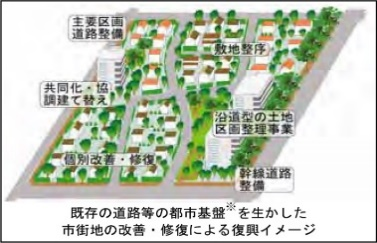 主要区画
道路整備
敷地整序
共同化・協
調建て替え
沿道型の土地
区画整理事業
個別改善・修復
幹線道路
整備
既存の道路等の都市基盤※を生かした
市街地の改善・修復による復興イメージ